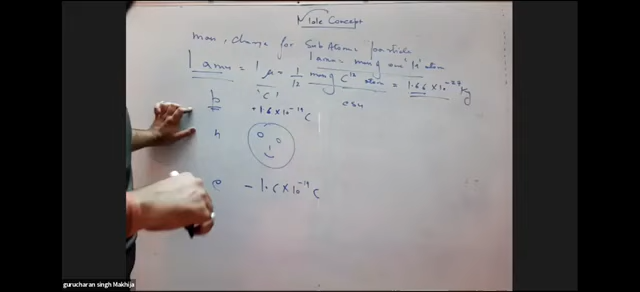 Mole Concept
mass, charge for Sub Atomic particle
1 amu = mass of one 'H' atom
1 amu = 1 μ = 1/12 mass of C¹² atom = 1.66 × 10⁻²⁷ Kg
'C' esu
p +1.6 × 10⁻¹⁹ C
n
e - 1.6 × 10⁻¹⁹ C
gurucharan singh Makhija